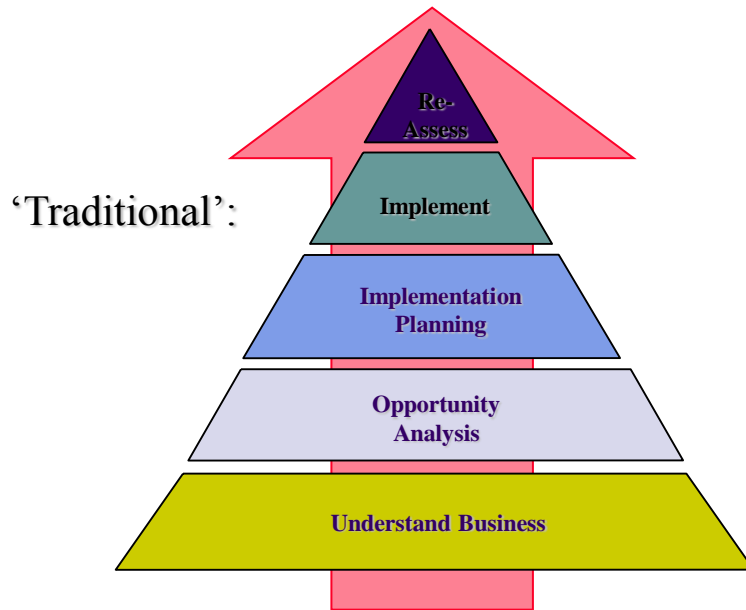 Re-
Assess
‘Traditional’:
Implement
Implementation
Planning
Opportunity
Analysis
Understand Business